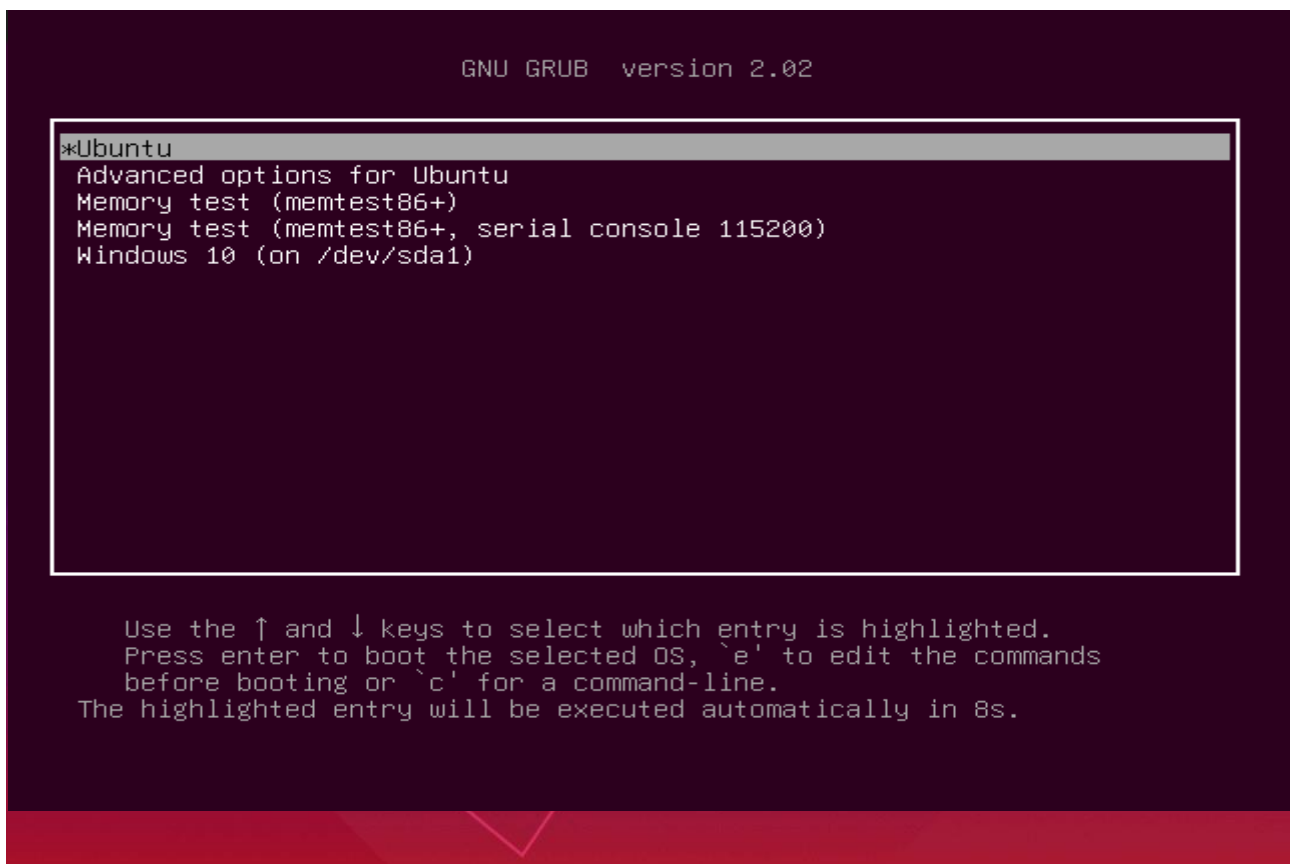 GNU GRUB  version 2.02
*Ubuntu
Advanced options for Ubuntu
Memory test (memtest86+)
Memory test (memtest86+, serial console 115200)
Windows 10 (on /dev/sda1)
Use the ↑ and ↓ keys to select which entry is highlighted.
Press enter to boot the selected OS, `e' to edit the commands
before booting or `c' for a command-line.
The highlighted entry will be executed automatically in 8s.